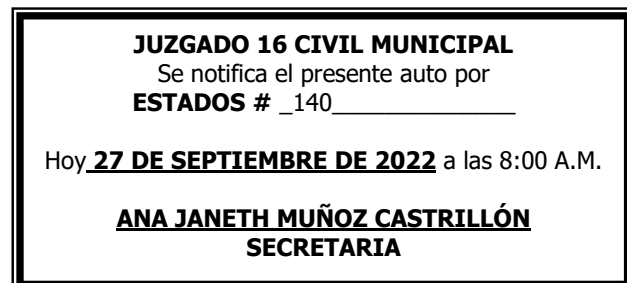 JUZGADO 16 CIVIL MUNICIPAL
Se notifica el presente auto por
ESTADOS # _140_______________
Hoy 27 DE SEPTIEMBRE DE 2022 a las 8:00 A.M.
ANA JANETH MUÑOZ CASTRILLÓN
SECRETARIA